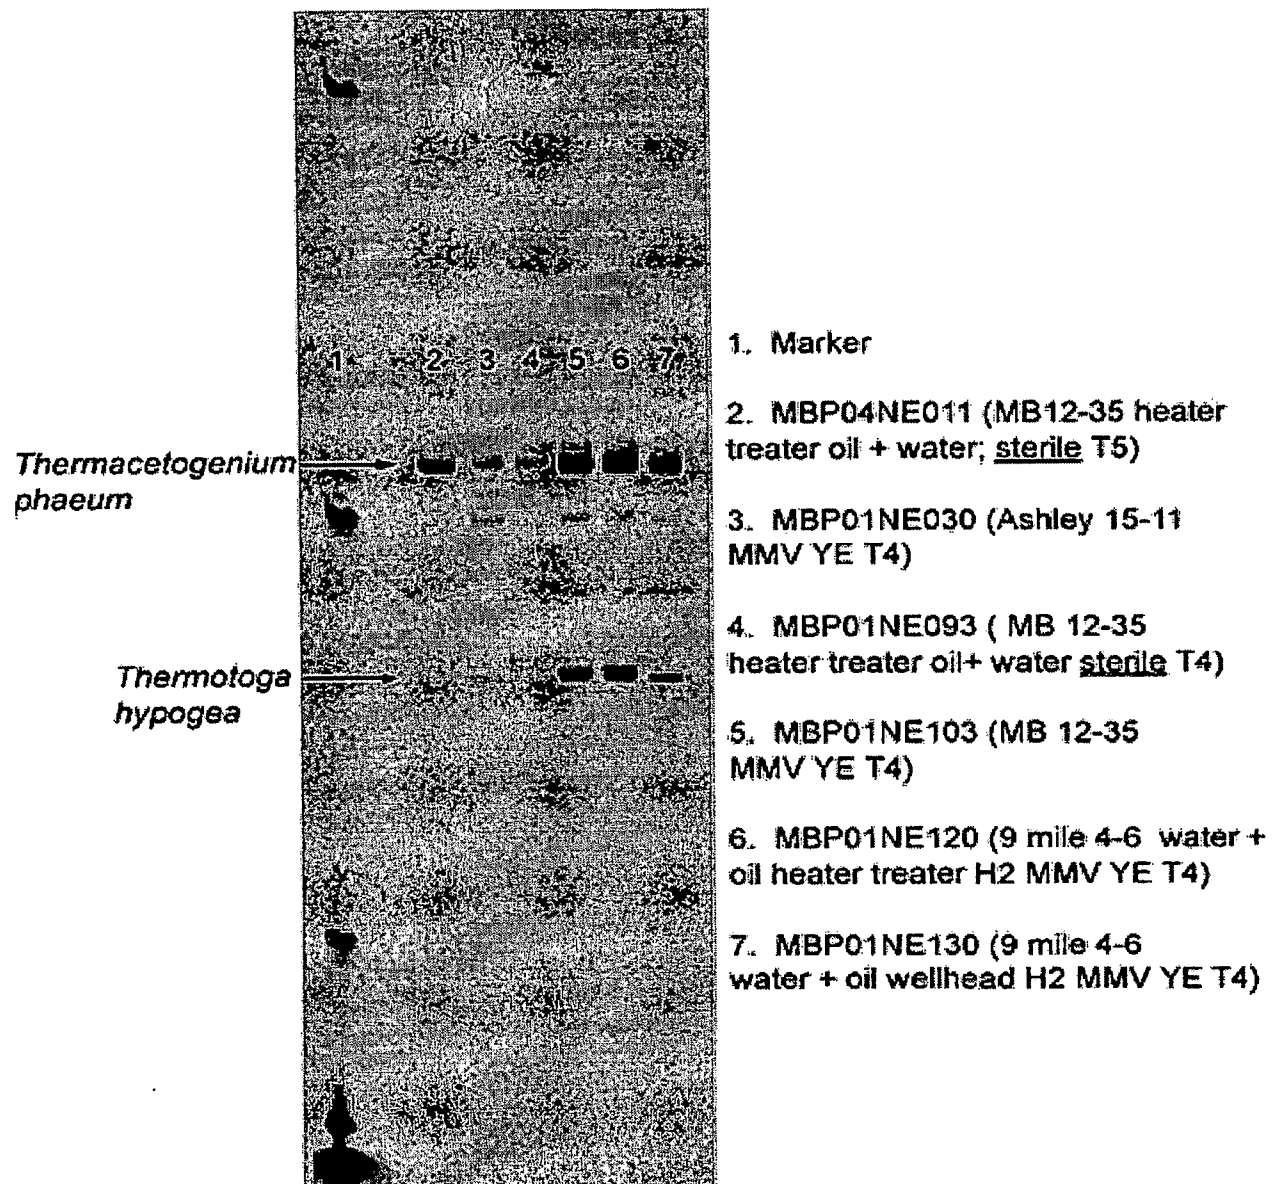 1 2 3 4 5 6 7
Thermacetogenium
phaeum
Thermotoga
hypogea
1. Marker
2. MBP04NE011 (MB12-35 heater
treater oil + water; sterile T5)
3. MBP01NE030 (Ashley 15-11
MMV YE T4)
4. MBP01NE093 ( MB 12-35
heater treater oil+ water sterile T4)
5. MBP01NE103 (MB 12-35
MMV YE T4)
6. MBP01NE120 (9 mile 4-6 water +
oil heater treater H2 MMV YE T4)
7. MBP01NE130 (9 mile 4-6
water + oil wellhead H2 MMV YE T4)